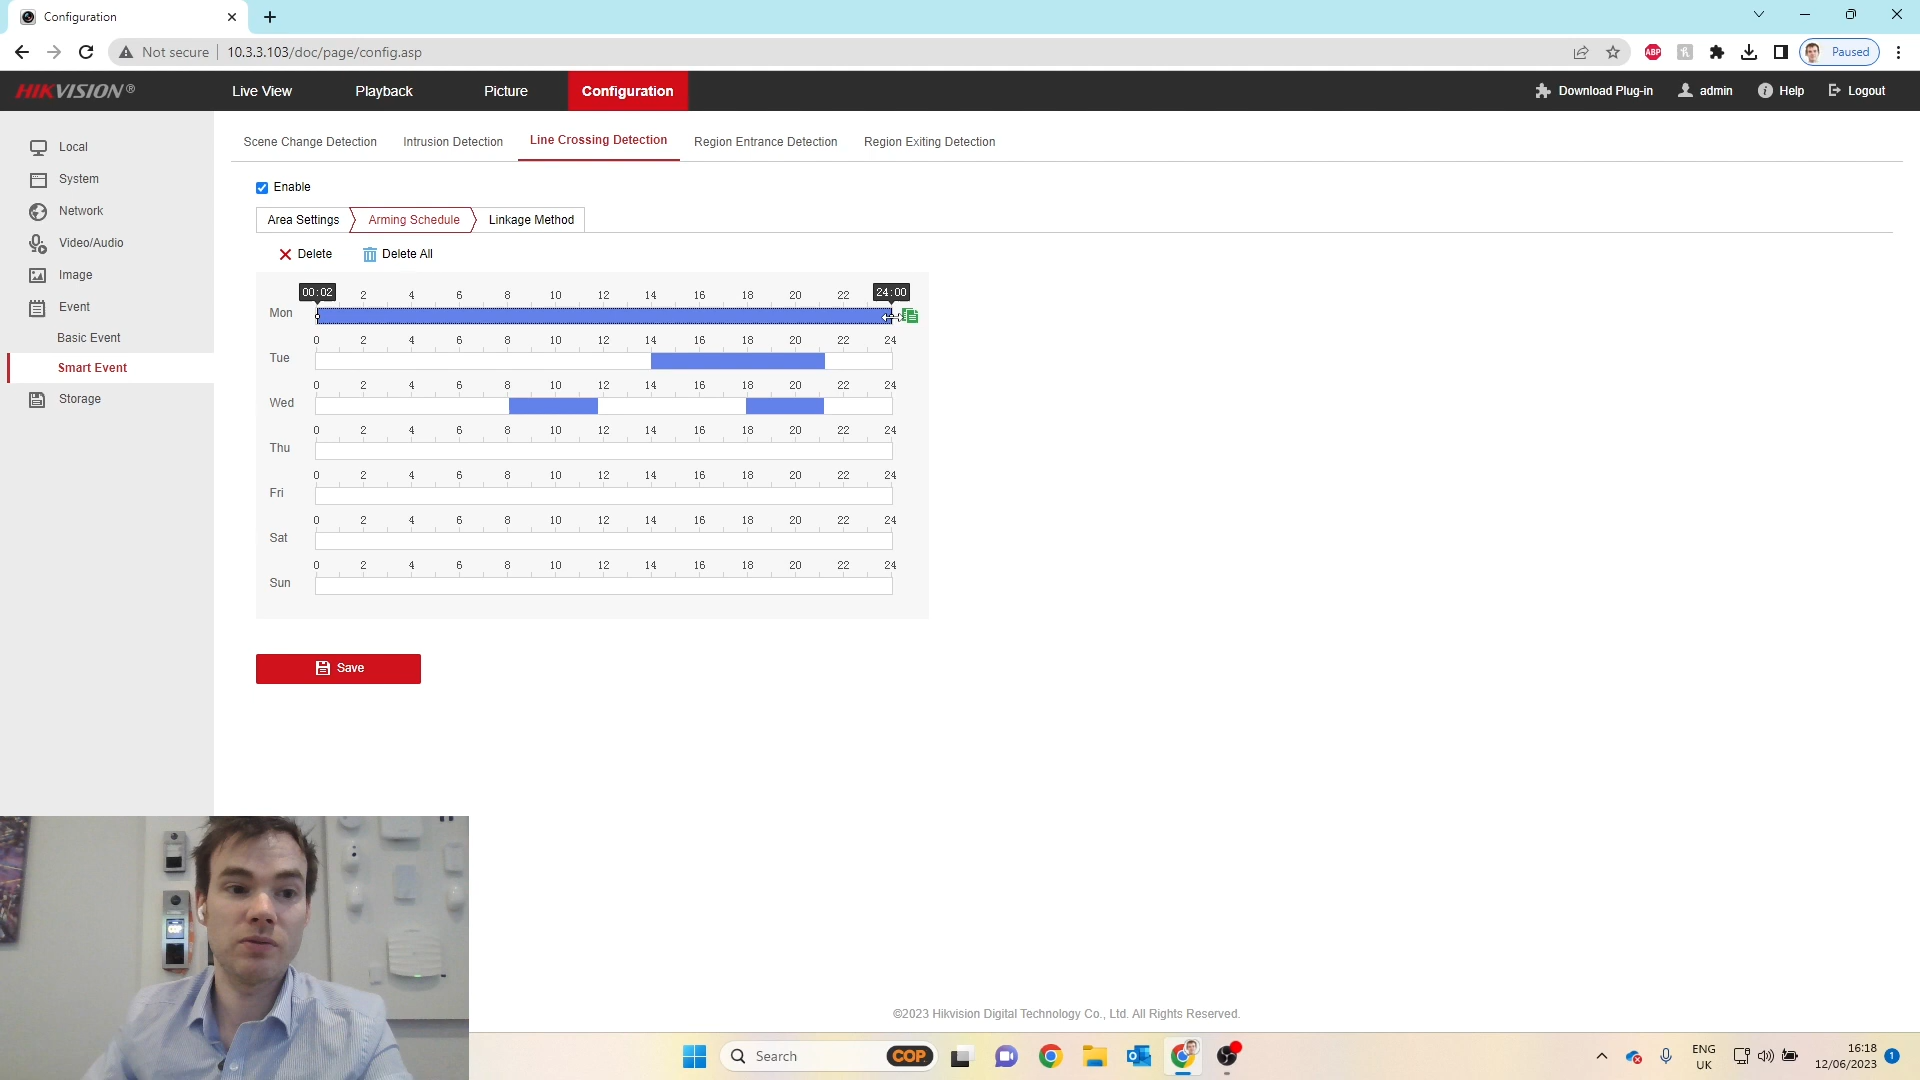 Configuration
Not secure 10.3.3.103/doc/page/config.asp
ABP
Paused
HIKVISION®
Live View Playback Picture Configuration
Download Plug-in admin Help Logout
Local
System
Network
Video/Audio
Image
Event
Basic Event
Smart Event
Storage
Scene Change Detection Intrusion Detection Line Crossing Detection Region Entrance Detection Region Exiting Detection
Enable
Area Settings Arming Schedule Linkage Method
Delete Delete All
00:02 2 4 6 8 10 12 14 16 18 20 22 24:00
Mon
0 2 4 6 8 10 12 14 16 18 20 22 24
Tue
0 2 4 6 8 10 12 14 16 18 20 22 24
Wed
0 2 4 6 8 10 12 14 16 18 20 22 24
Thu
0 2 4 6 8 10 12 14 16 18 20 22 24
Fri
0 2 4 6 8 10 12 14 16 18 20 22 24
Sat
0 2 4 6 8 10 12 14 16 18 20 22 24
Sun
Save
COP
©2023 Hikvision Digital Technology Co., Ltd. All Rights Reserved.
Search COP
ENG
UK
16:18
12/06/2023
1